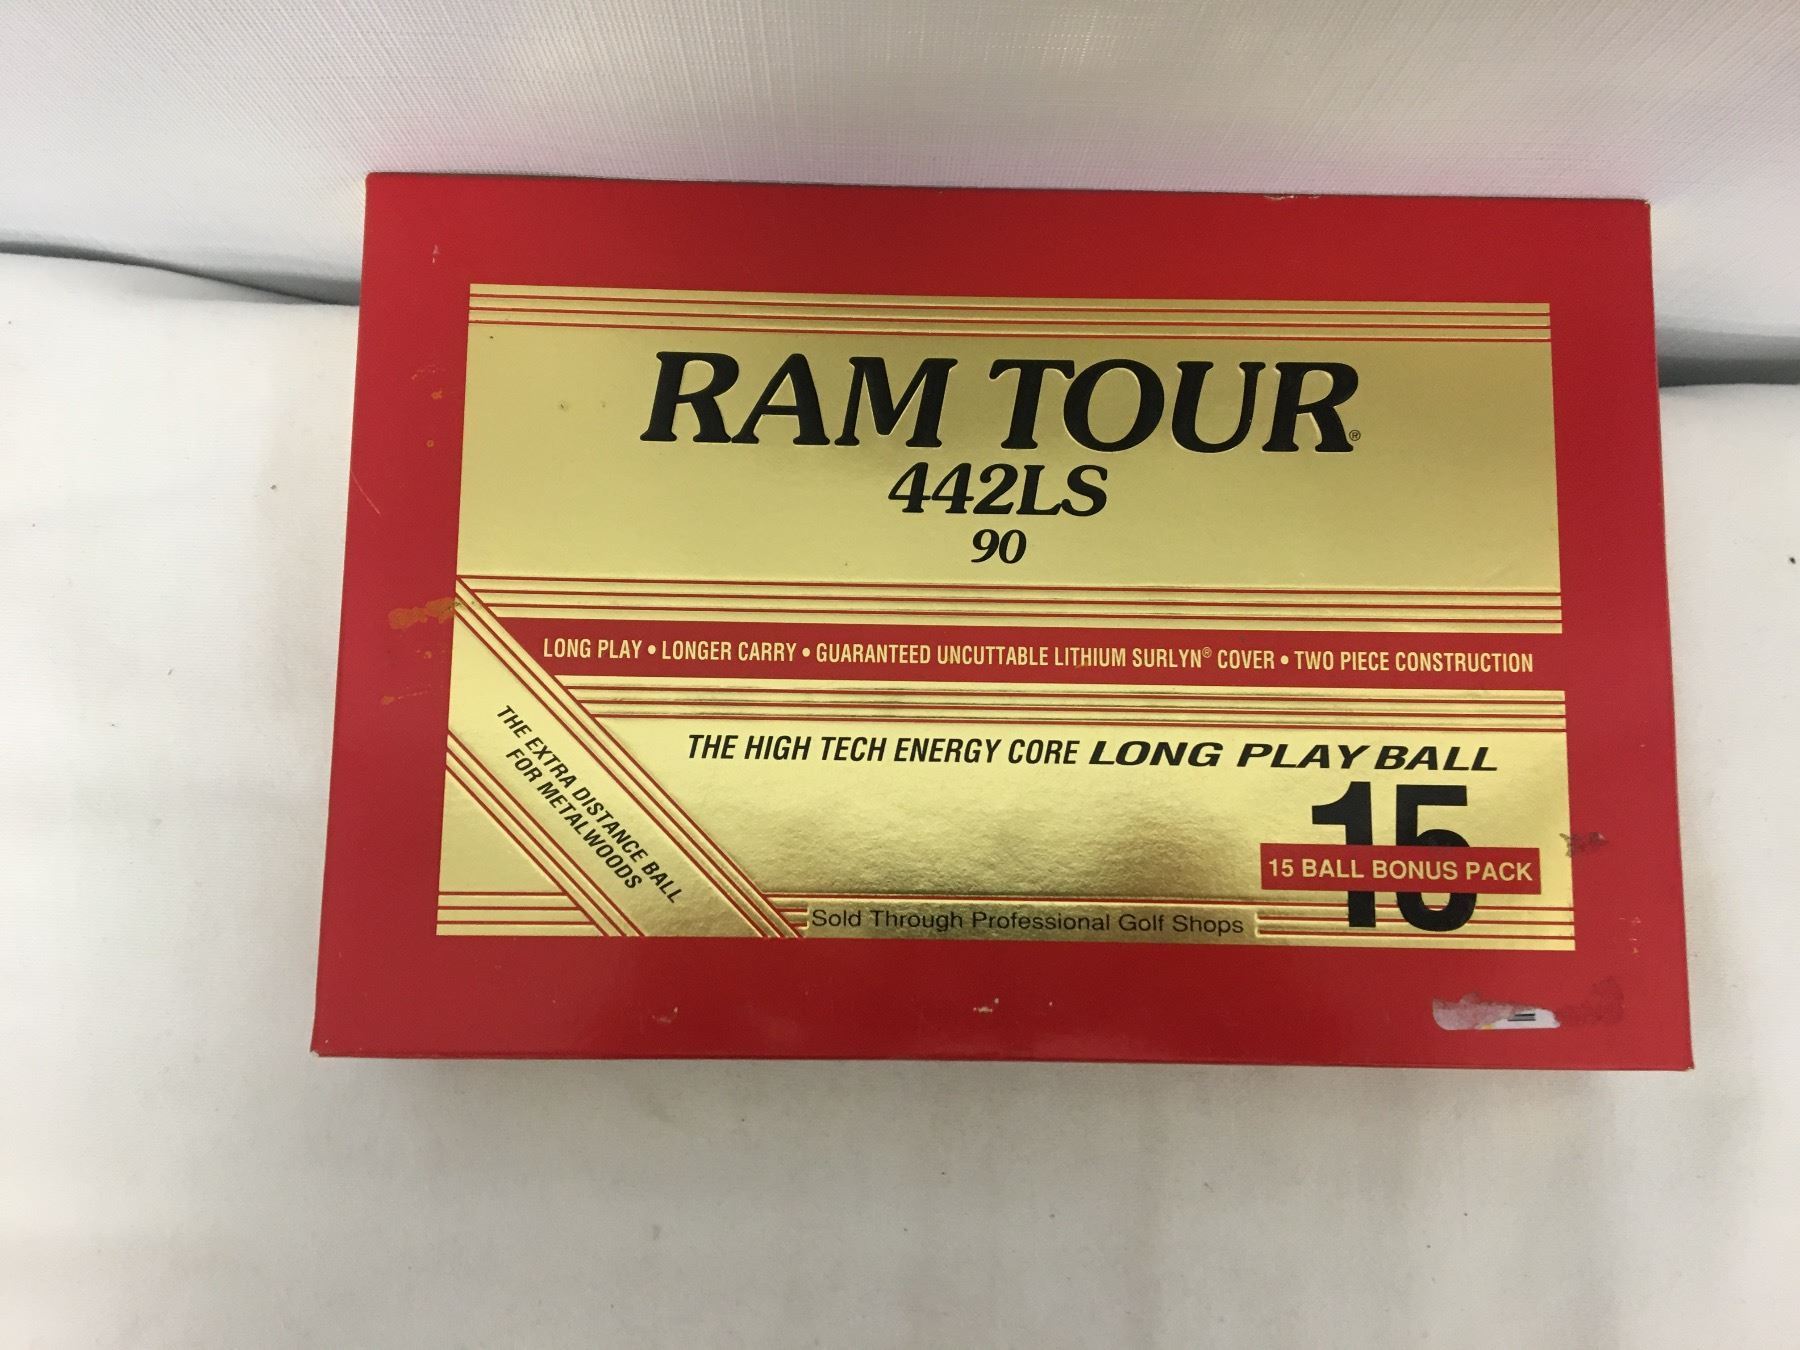 RAM TOUR®
442LS
90
LONG PLAY • LONGER CARRY • GUARANTEED UNCUTTABLE LITHIUM SURLYN® COVER • TWO PIECE CONSTRUCTION
THE EXTRA DISTANCE BALL
FOR METALWOODS
THE HIGH TECH ENERGY CORE LONG PLAY BALL
15
15 BALL BONUS PACK
Sold Through Professional Golf Shops